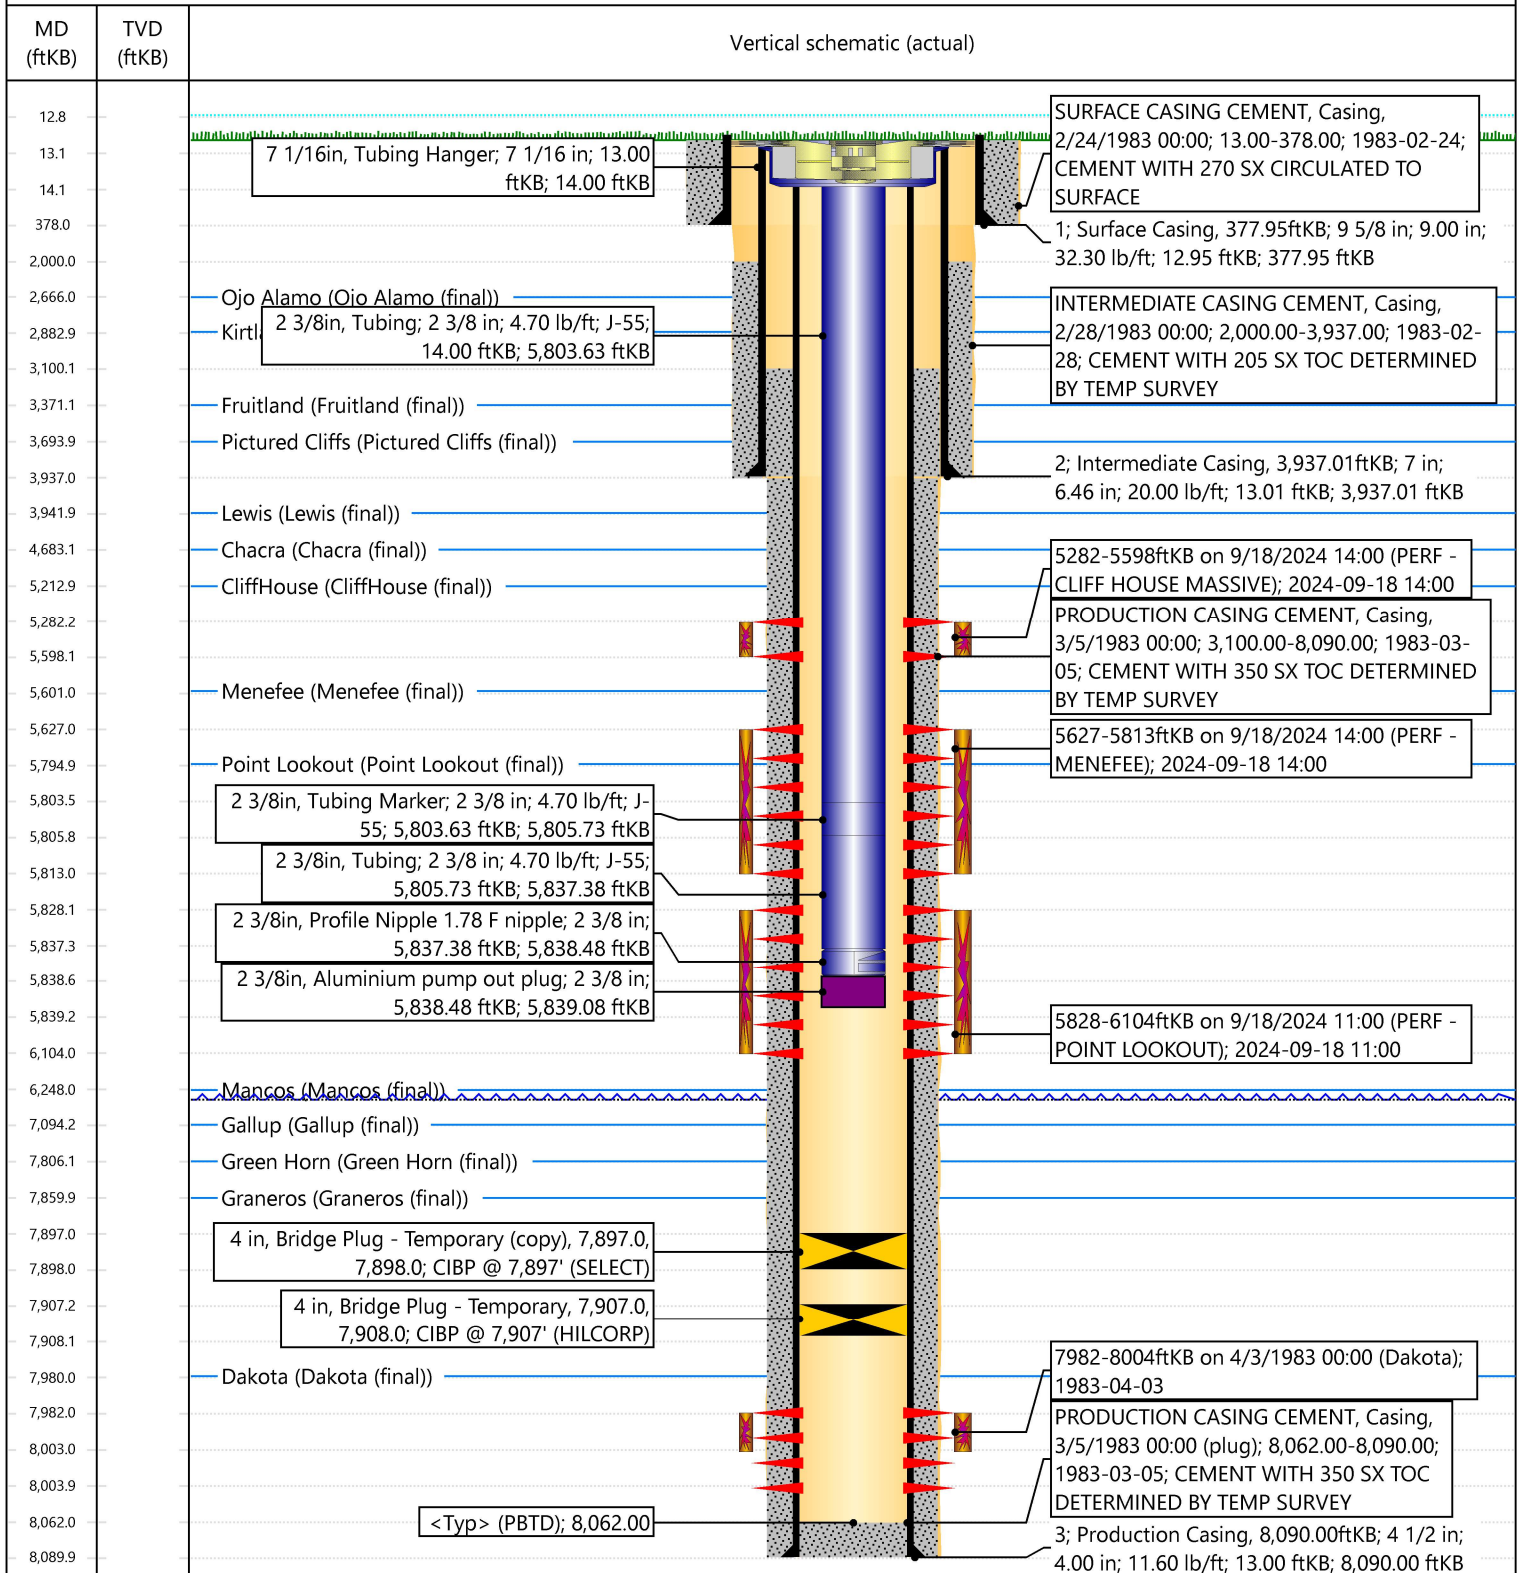 MD
(ftKB)
TVD
(ftKB)
Vertical schematic (actual)
12.8
13.1
14.1
378.0
2,000.0
2,666.0
2,882.9
3,100.1
3,371.1
3,693.9
3,937.0
3,941.9
4,683.1
5,212.9
5,282.2
5,598.1
5,601.0
5,627.0
5,794.9
5,803.5
5,805.8
5,813.0
5,828.1
5,837.3
5,838.6
5,839.2
6,104.0
6,248.0
7,094.2
7,806.1
7,859.9
7,897.0
7,898.0
7,907.2
7,908.1
7,980.0
7,982.0
8,003.0
8,003.9
8,062.0
8,089.9
7 1/16in, Tubing Hanger; 7 1/16 in; 13.00
ftKB; 14.00 ftKB
Ojo Alamo (Ojo Alamo (final))
Kirtl
2 3/8in, Tubing; 2 3/8 in; 4.70 lb/ft; J-55;
14.00 ftKB; 5,803.63 ftKB
Fruitland (Fruitland (final))
Pictured Cliffs (Pictured Cliffs (final))
Lewis (Lewis (final))
Chacra (Chacra (final))
CliffHouse (CliffHouse (final))
Menefee (Menefee (final))
Point Lookout (Point Lookout (final))
2 3/8in, Tubing Marker; 2 3/8 in; 4.70 lb/ft; J-
55; 5,803.63 ftKB; 5,805.73 ftKB
2 3/8in, Tubing; 2 3/8 in; 4.70 lb/ft; J-55;
5,805.73 ftKB; 5,837.38 ftKB
2 3/8in, Profile Nipple 1.78 F nipple; 2 3/8 in;
5,837.38 ftKB; 5,838.48 ftKB
2 3/8in, Aluminium pump out plug; 2 3/8 in;
5,838.48 ftKB; 5,839.08 ftKB
Mancos (Mancos (final))
Gallup (Gallup (final))
Green Horn (Green Horn (final))
Graneros (Graneros (final))
4 in, Bridge Plug - Temporary (copy), 7,897.0,
7,898.0; CIBP @ 7,897' (SELECT)
4 in, Bridge Plug - Temporary, 7,907.0,
7,908.0; CIBP @ 7,907' (HILCORP)
Dakota (Dakota (final))
<Typ> (PBTD); 8,062.00
SURFACE CASING CEMENT, Casing,
2/24/1983 00:00; 13.00-378.00; 1983-02-24;
CEMENT WITH 270 SX CIRCULATED TO
SURFACE
1; Surface Casing, 377.95ftKB; 9 5/8 in; 9.00 in;
32.30 lb/ft; 12.95 ftKB; 377.95 ftKB
INTERMEDIATE CASING CEMENT, Casing,
2/28/1983 00:00; 2,000.00-3,937.00; 1983-02-
28; CEMENT WITH 205 SX TOC DETERMINED
BY TEMP SURVEY
2; Intermediate Casing, 3,937.01ftKB; 7 in;
6.46 in; 20.00 lb/ft; 13.01 ftKB; 3,937.01 ftKB
5282-5598ftKB on 9/18/2024 14:00 (PERF -
CLIFF HOUSE MASSIVE); 2024-09-18 14:00
PRODUCTION CASING CEMENT, Casing,
3/5/1983 00:00; 3,100.00-8,090.00; 1983-03-
05; CEMENT WITH 350 SX TOC DETERMINED
BY TEMP SURVEY
5627-5813ftKB on 9/18/2024 14:00 (PERF -
MENEFEE); 2024-09-18 14:00
5828-6104ftKB on 9/18/2024 11:00 (PERF -
POINT LOOKOUT); 2024-09-18 11:00
7982-8004ftKB on 4/3/1983 00:00 (Dakota);
1983-04-03
PRODUCTION CASING CEMENT, Casing,
3/5/1983 00:00 (plug); 8,062.00-8,090.00;
1983-03-05; CEMENT WITH 350 SX TOC
DETERMINED BY TEMP SURVEY
3; Production Casing, 8,090.00ftKB; 4 1/2 in;
4.00 in; 11.60 lb/ft; 13.00 ftKB; 8,090.00 ftKB